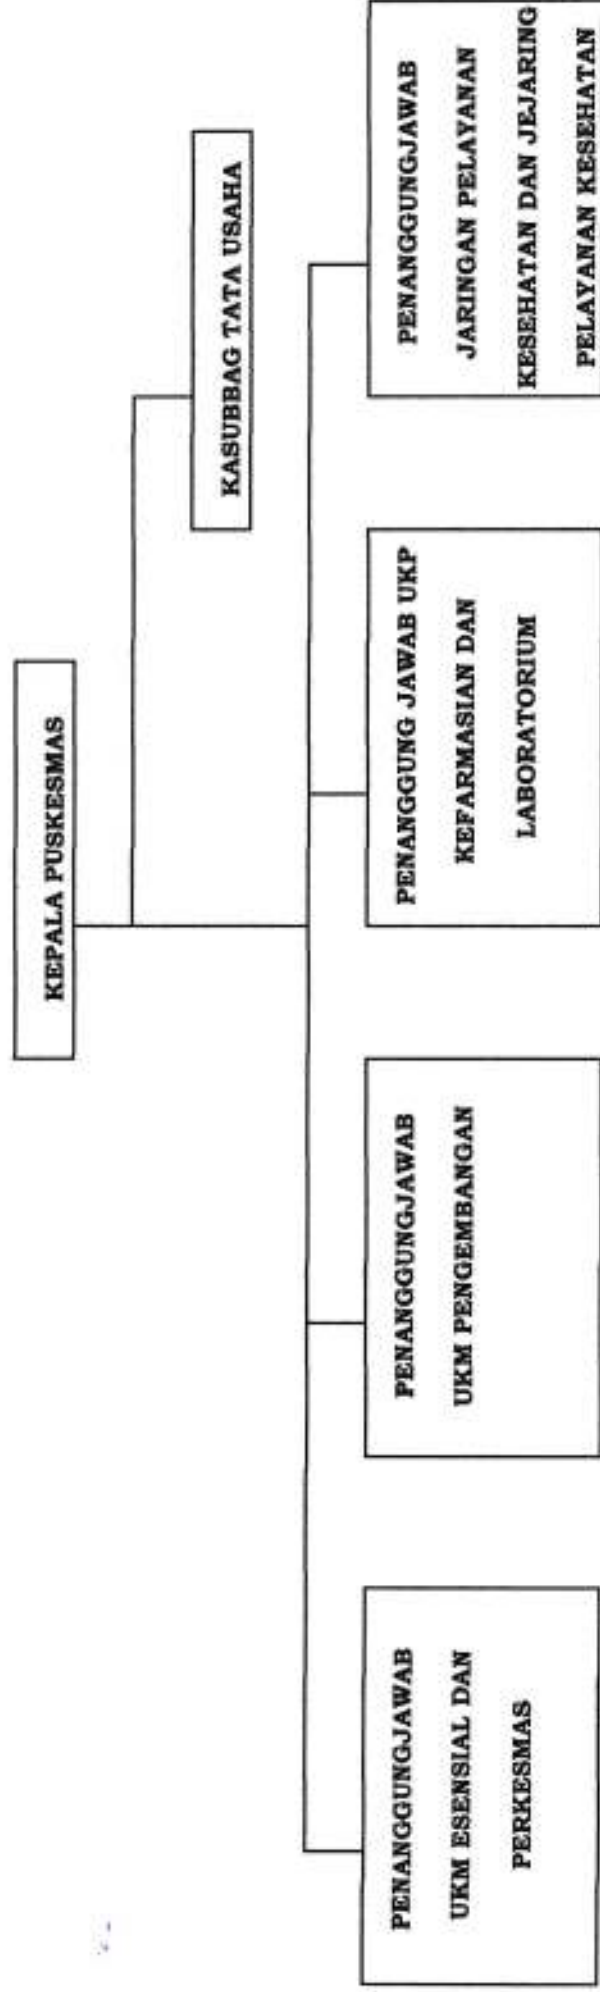 KEPALA PUSKESMAS
KASUBBAG TATA USAHA
PENANGGUNGJAWAB
UKM ESENSIAL DAN
PERKESMAS
PENANGGUNGJAWAB
UKM PENGEMBANGAN
PENANGGUNG JAWAB UKP
KEFARMASIAN DAN
LABORATORIUM
PENANGGUNGJAWAB
JARINGAN PELAYANAN
KESEHATAN DAN JEJARING
PELAYANAN KESEHATAN